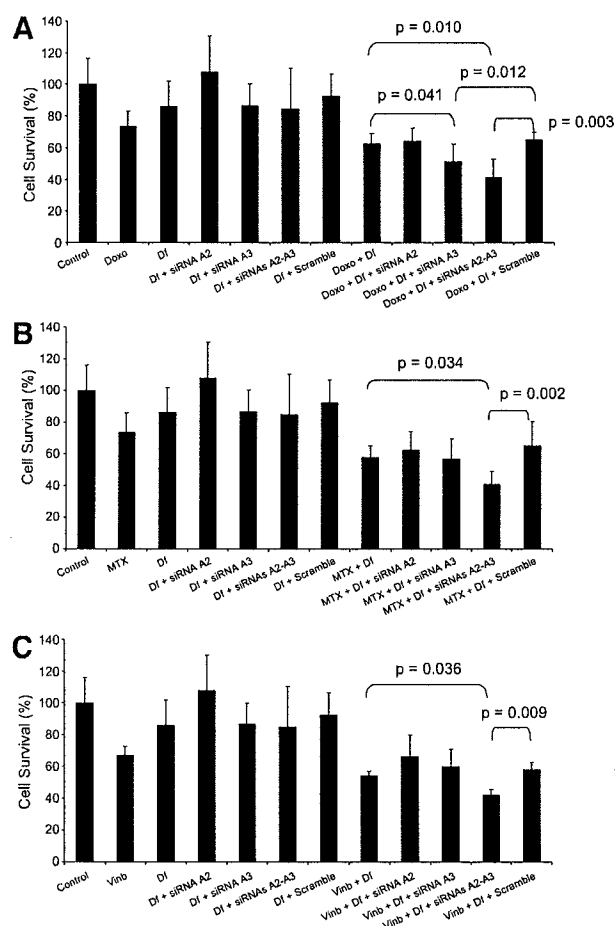 A
Cell Survival (%)
140
120
100
80
60
40
20
0
p = 0.010
p = 0.012
p = 0.041
p = 0.003
Control
Doxo
Df
Df + siRNA A2
Df + siRNA A3
Df + siRNAs A2-A3
Df + Scramble
Doxo + Df
Doxo + Df + siRNA A2
Doxo + Df + siRNA A3
Doxo + Df + siRNAs A2-A3
Doxo + Df + Scramble
B
Cell Survival (%)
140
120
100
80
60
40
20
0
p = 0.034
p = 0.002
Control
MTX
Df
Df + siRNA A2
Df + siRNA A3
Df + siRNAs A2-A3
Df + Scramble
MTX + Df
MTX + Df + siRNA A2
MTX + Df + siRNA A3
MTX + Df + siRNAs A2-A3
MTX + Df + Scramble
C
Cell Survival (%)
140
120
100
80
60
40
20
0
p = 0.036
p = 0.009
Control
Vinb
Df
Df + siRNA A2
Df + siRNA A3
Df + siRNAs A2-A3
Df + Scramble
Vinb + Df
Vinb + Df + siRNA A2
Vinb + Df + siRNA A3
Vinb + Df + siRNAs A2-A3
Vinb + Df + Scramble